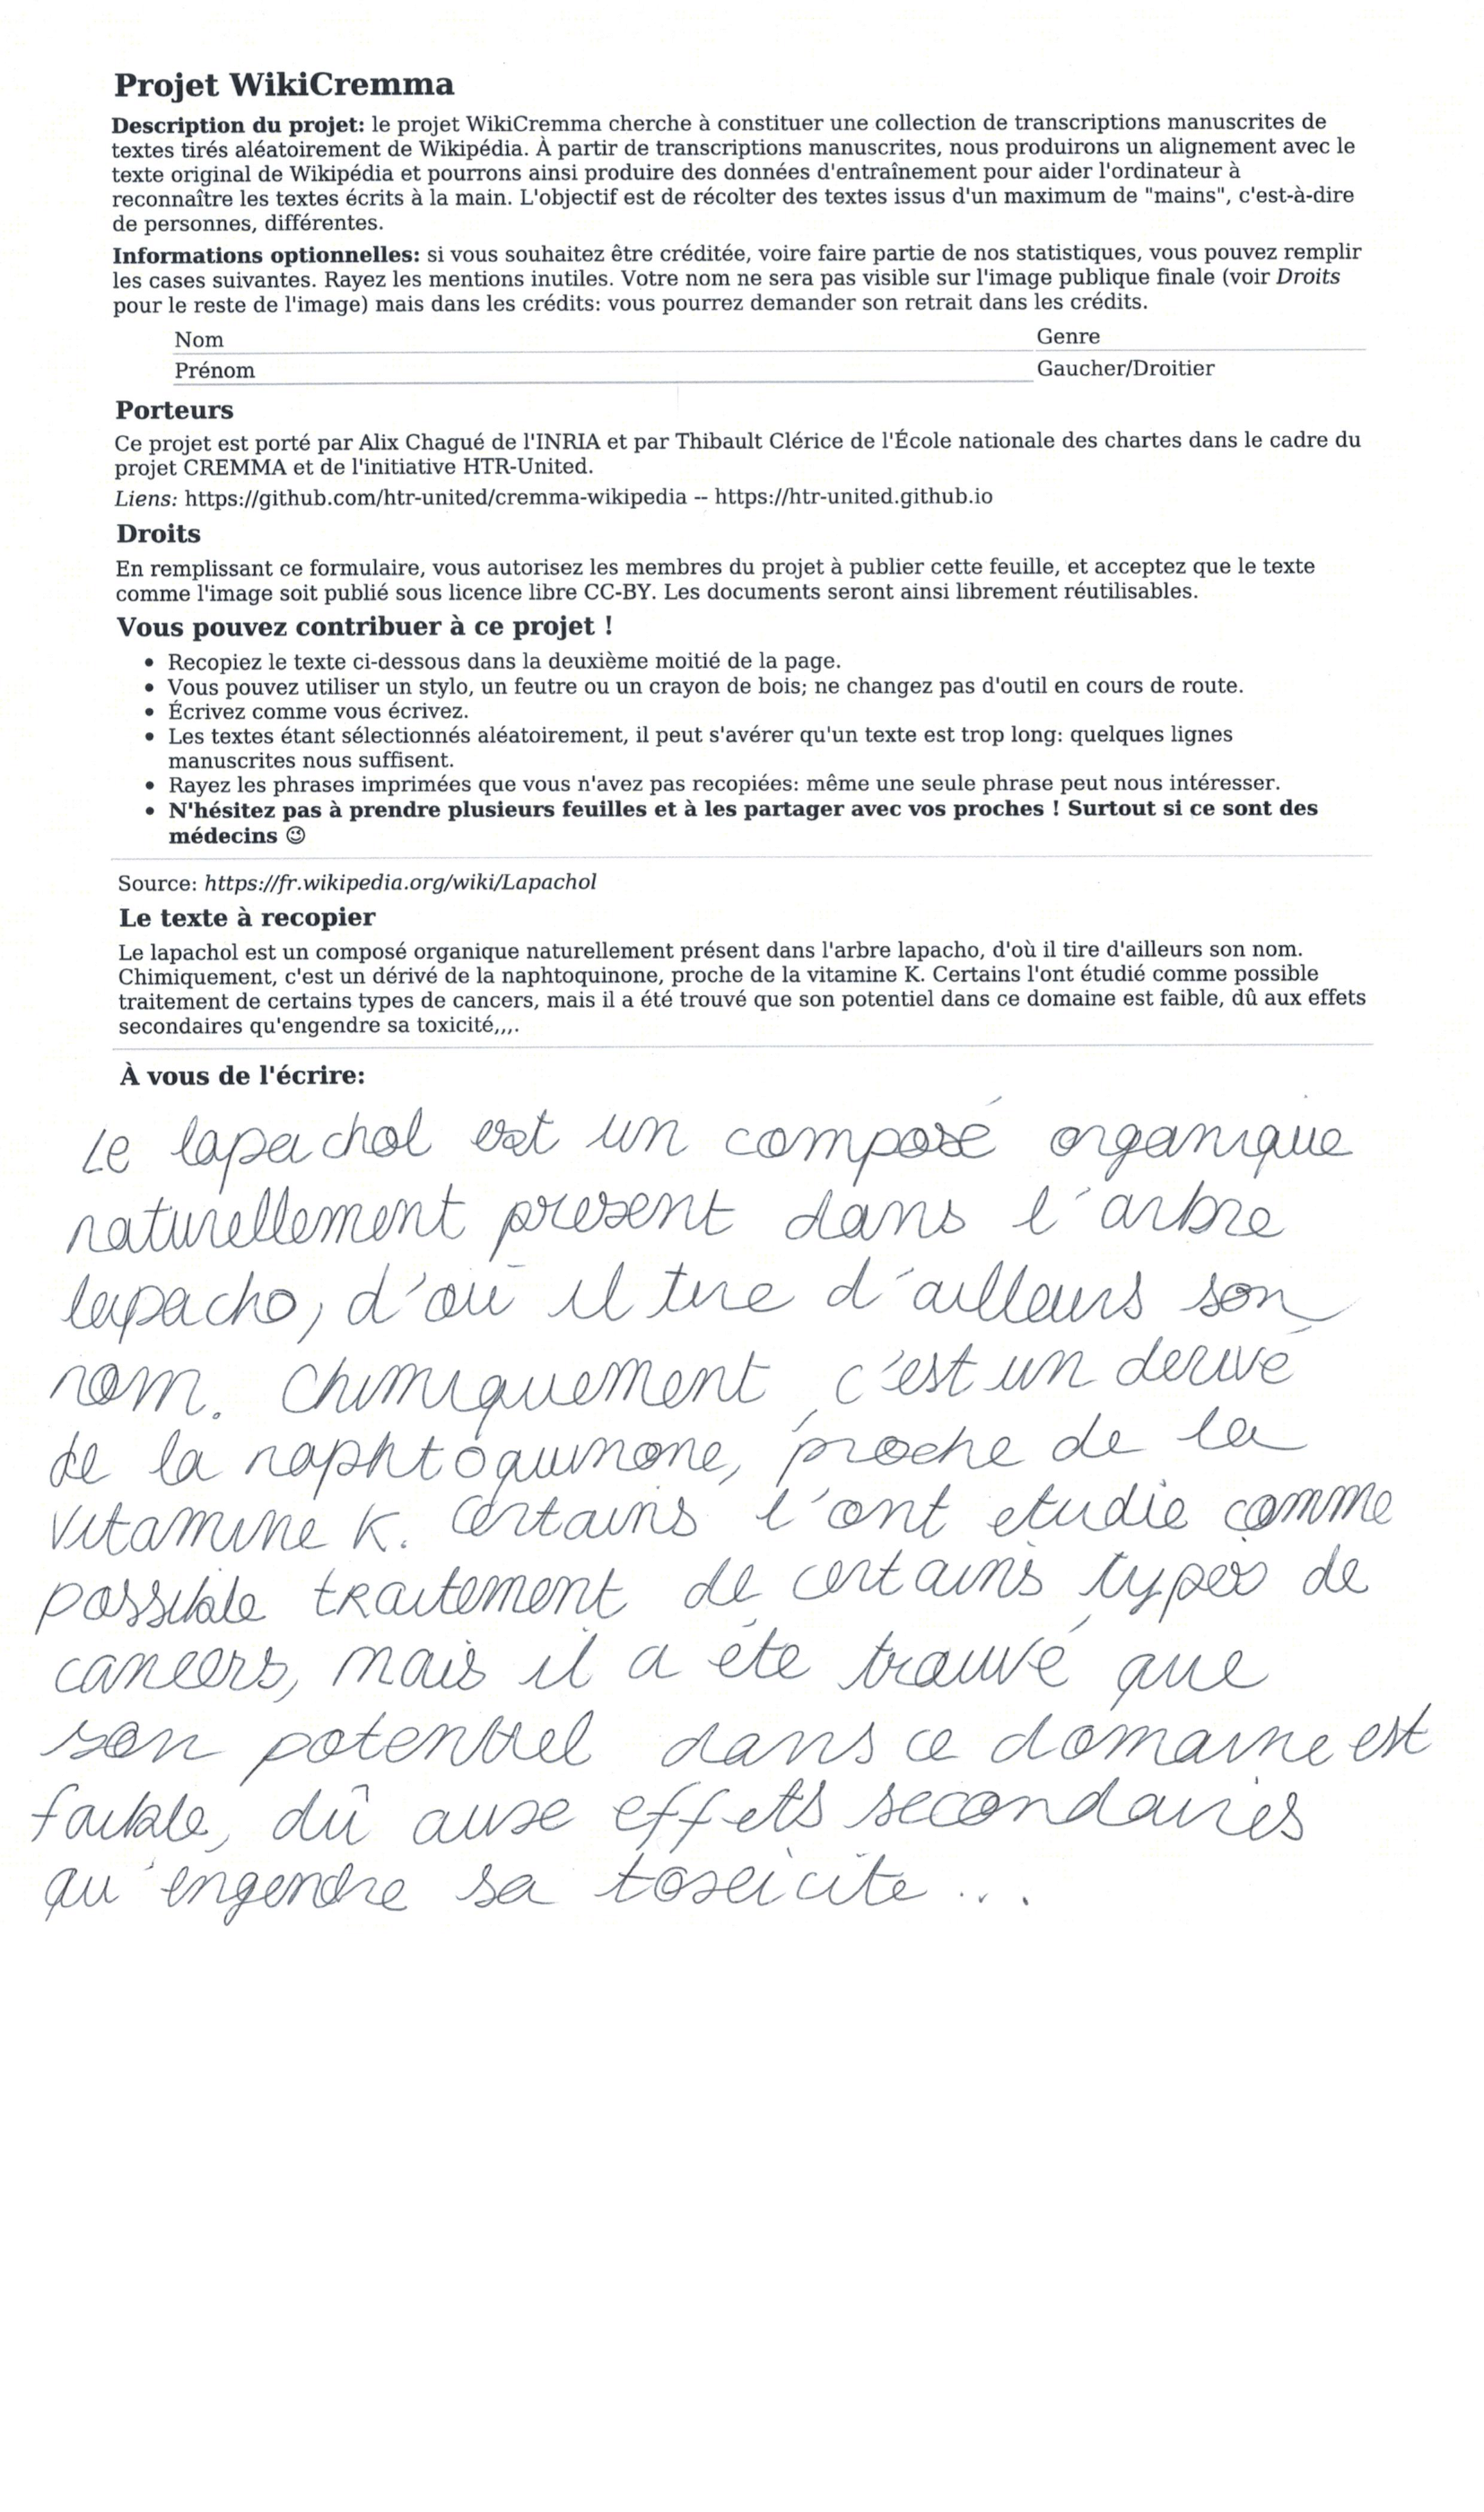 Projet WikiCremma
Description du projet: le projet WikiCremma cherche à constituer une collection de transcriptions manuscrites de
textes tirés aléatoirement de Wikipédia. À partir de transcriptions manuscrites, nous produirons un alignement avec le
texte original de Wikipédia et pourrons ainsi produire des données d'entraînement pour aider l'ordinateur à
reconnaître les textes écrits à la main. L'objectif est de récolter des textes issus d'un maximum de "mains", c'est-à-dire
de personnes, différentes.
Informations optionnelles: si vous souhaitez être créditée, voire faire partie de nos statistiques, vous pouvez remplir
les cases suivantes. Rayez les mentions inutiles. Votre nom ne sera pas visible sur l'image publique finale (voir Droits
pour le reste de l'image) mais dans les crédits: vous pourrez demander son retrait dans les crédits.
Nom Genre
Prénom Gaucher/Droitier
Porteurs
Ce projet est porté par Alix Chagué de l'INRIA et par Thibault Clérice de l'École nationale des chartes dans le cadre du
projet CREMMA et de l'initiative HTR-United.
Liens: https://github.com/htr-united/cremma-wikipedia -- https://htr-united.github.io
Droits
En remplissant ce formulaire, vous autorisez les membres du projet à publier cette feuille, et acceptez que le texte
comme l'image soit publié sous licence libre CC-BY. Les documents seront ainsi librement réutilisables.
Vous pouvez contribuer à ce projet !
• Recopiez le texte ci-dessous dans la deuxième moitié de la page.
• Vous pouvez utiliser un stylo, un feutre ou un crayon de bois; ne changez pas d'outil en cours de route.
• Écrivez comme vous écrivez.
• Les textes étant sélectionnés aléatoirement, il peut s'avérer qu'un texte est trop long: quelques lignes
manuscrites nous suffisent.
• Rayez les phrases imprimées que vous n'avez pas recopiées: même une seule phrase peut nous intéresser.
• N'hésitez pas à prendre plusieurs feuilles et à les partager avec vos proches ! Surtout si ce sont des
médecins 😉
Source: https://fr.wikipedia.org/wiki/Lapachol
Le texte à recopier
Le lapachol est un composé organique naturellement présent dans l'arbre lapacho, d'où il tire d'ailleurs son nom.
Chimiquement, c'est un dérivé de la naphtoquinone, proche de la vitamine K. Certains l'ont étudié comme possible
traitement de certains types de cancers, mais il a été trouvé que son potentiel dans ce domaine est faible, dû aux effets
secondaires qu'engendre sa toxicité,,,.
À vous de l'écrire:
Le lapachol est un composé organique
naturellement présent dans l'arbre
lapacho, d'où il tire d'ailleurs son
nom. Chimiquement, c'est un dérivé
de la naphtoquinone, proche de la
vitamine K. Certains l'ont etudie comme
possible traitement de certains types de
cancers, mais il a été trouvé que
son potentiel dans ce domaine est
faible, dû aux effets secondaires
qu'engendre sa toxicite...